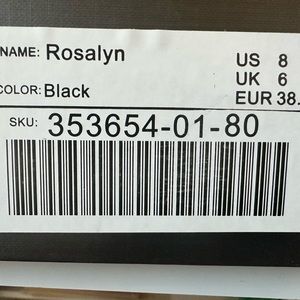 NAME: Rosalyn
COLOR: Black
US 8
UK 6
EUR 38.
SKU: 353654-01-80